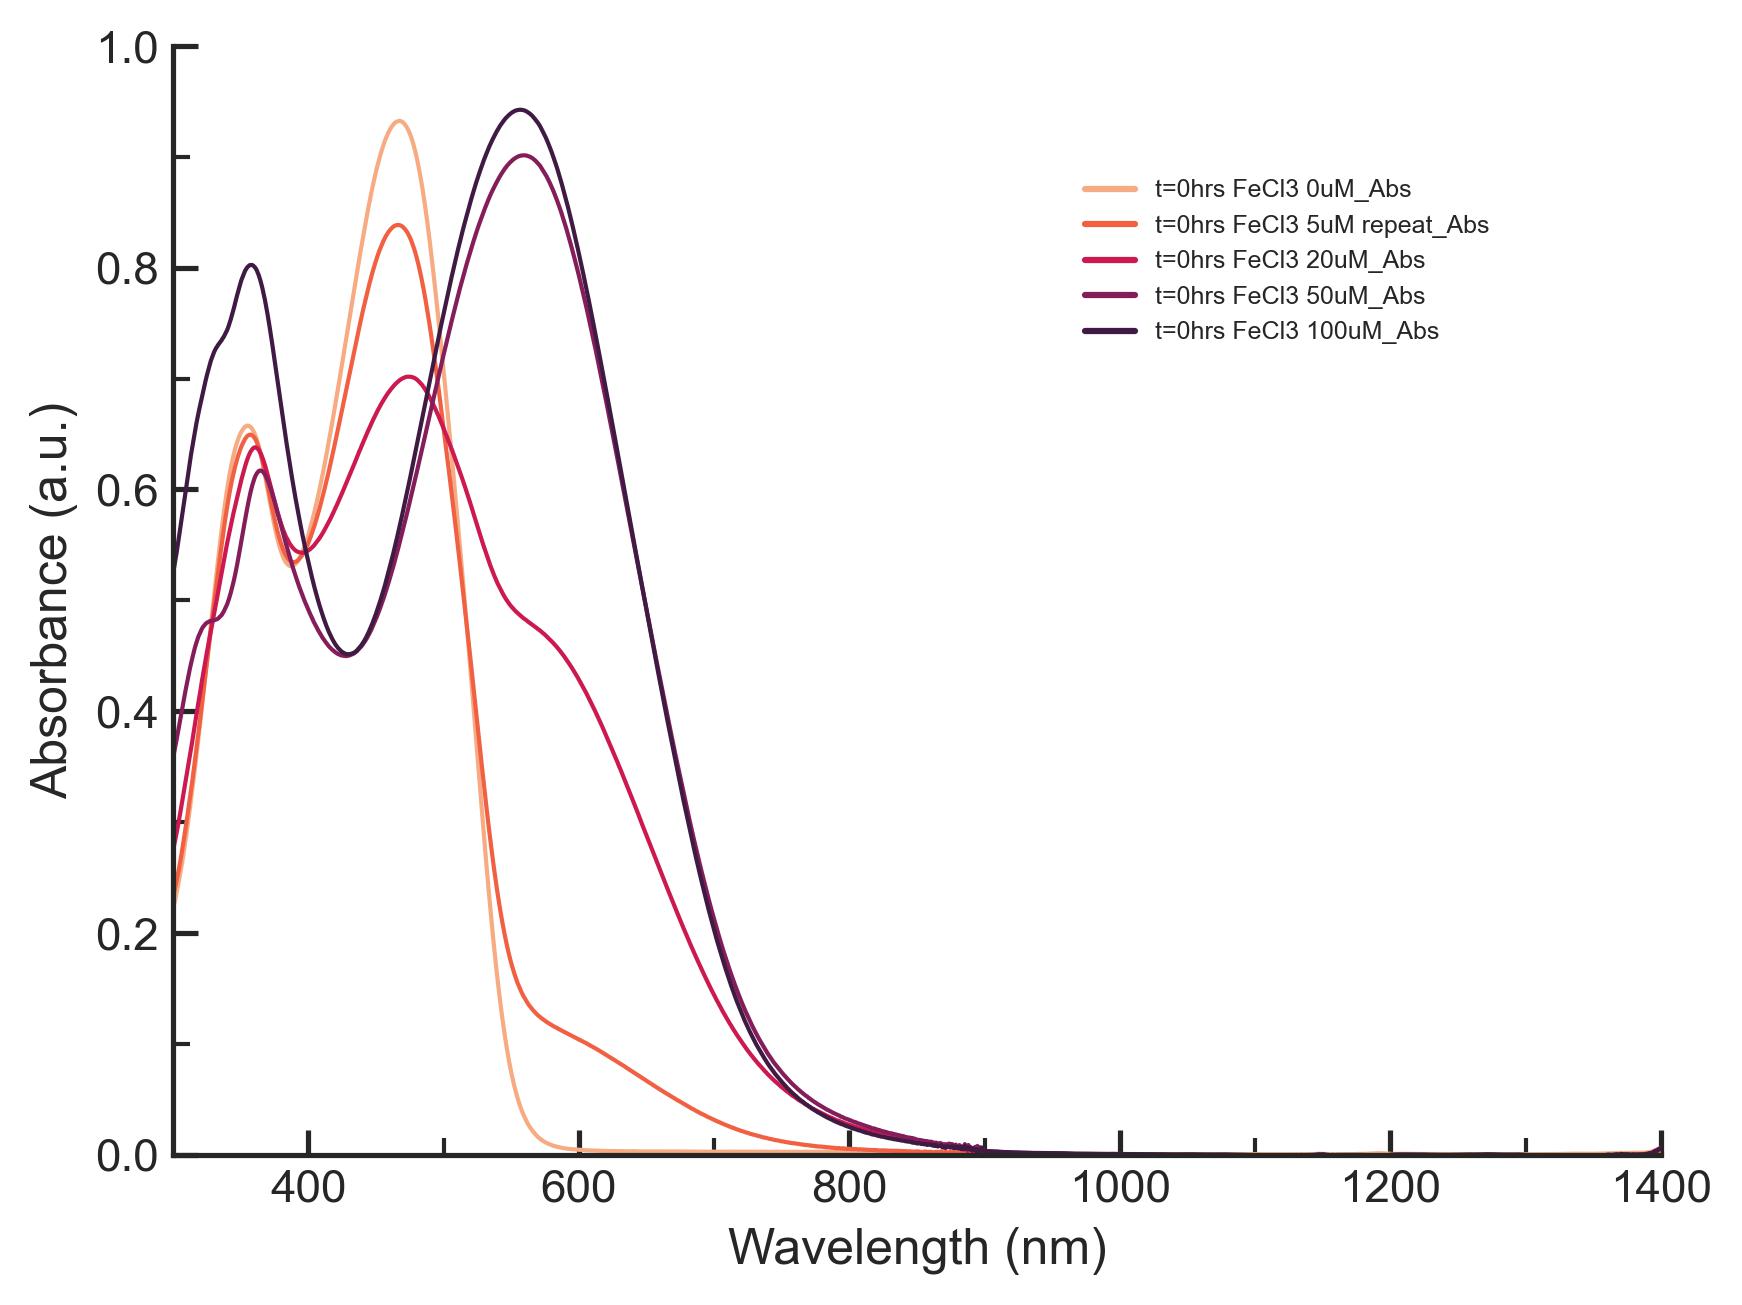 1.0
0.8
0.6
0.4
0.2
0.0
Absorbance (a.u.)
t=0hrs FeCl3 0uM_Abs
t=0hrs FeCl3 5uM repeat_Abs
t=0hrs FeCl3 20uM_Abs
t=0hrs FeCl3 50uM_Abs
t=0hrs FeCl3 100uM_Abs
400 600 800 1000 1200 1400
Wavelength (nm)